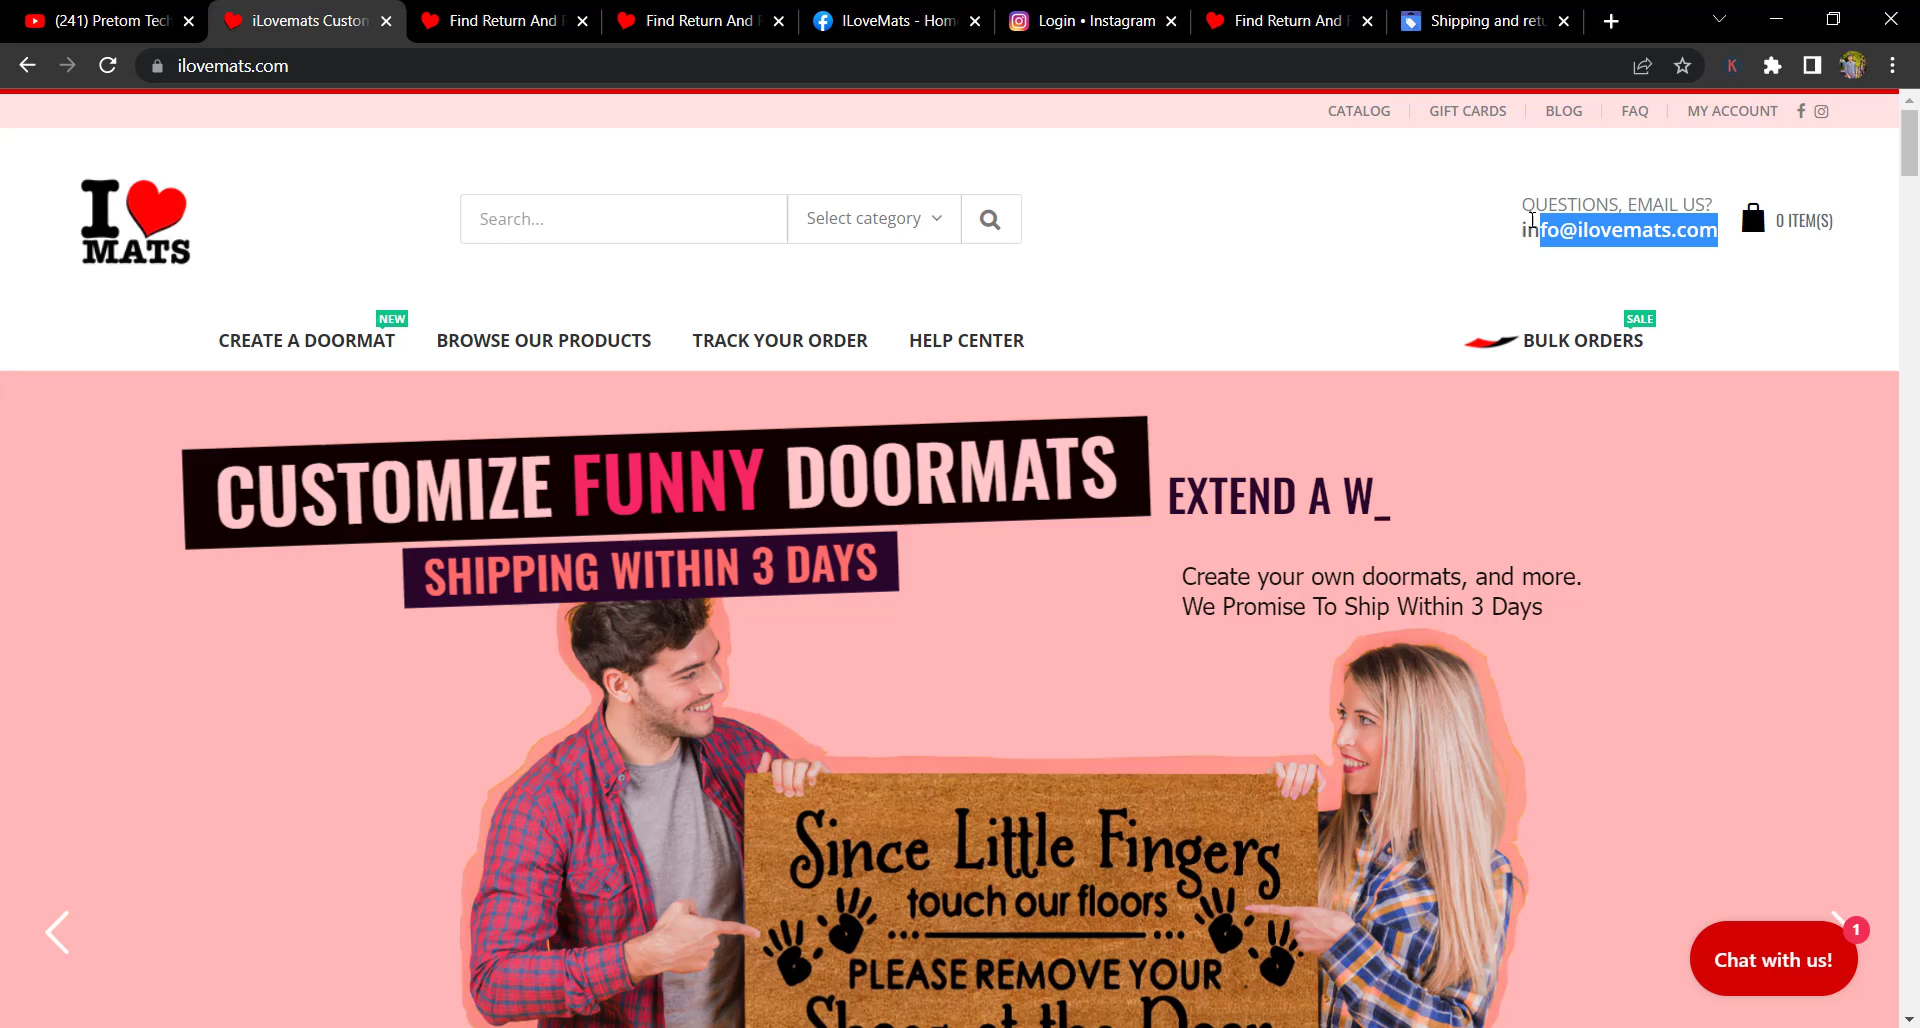 (241) Pretom Tech
iLovemats Custom
Find Return And
Find Return And
ILoveMats - Hom
Login • Instagram
Find Return And
Shipping and retu
ilovemats.com
K
CATALOG
GIFT CARDS
BLOG
FAQ
MY ACCOUNT
I
MATS
Search...
Select category
QUESTIONS, EMAIL US?
info@ilovemats.com
0 ITEM(S)
NEW
CREATE A DOORMAT
BROWSE OUR PRODUCTS
TRACK YOUR ORDER
HELP CENTER
SALE
BULK ORDERS
CUSTOMIZE FUNNY DOORMATS
SHIPPING WITHIN 3 DAYS
EXTEND A W_
Create your own doormats, and more.
We Promise To Ship Within 3 Days
Since Little Fingers
touch our floors
PLEASE REMOVE YOUR
Shoes at the Door
1
Chat with us!